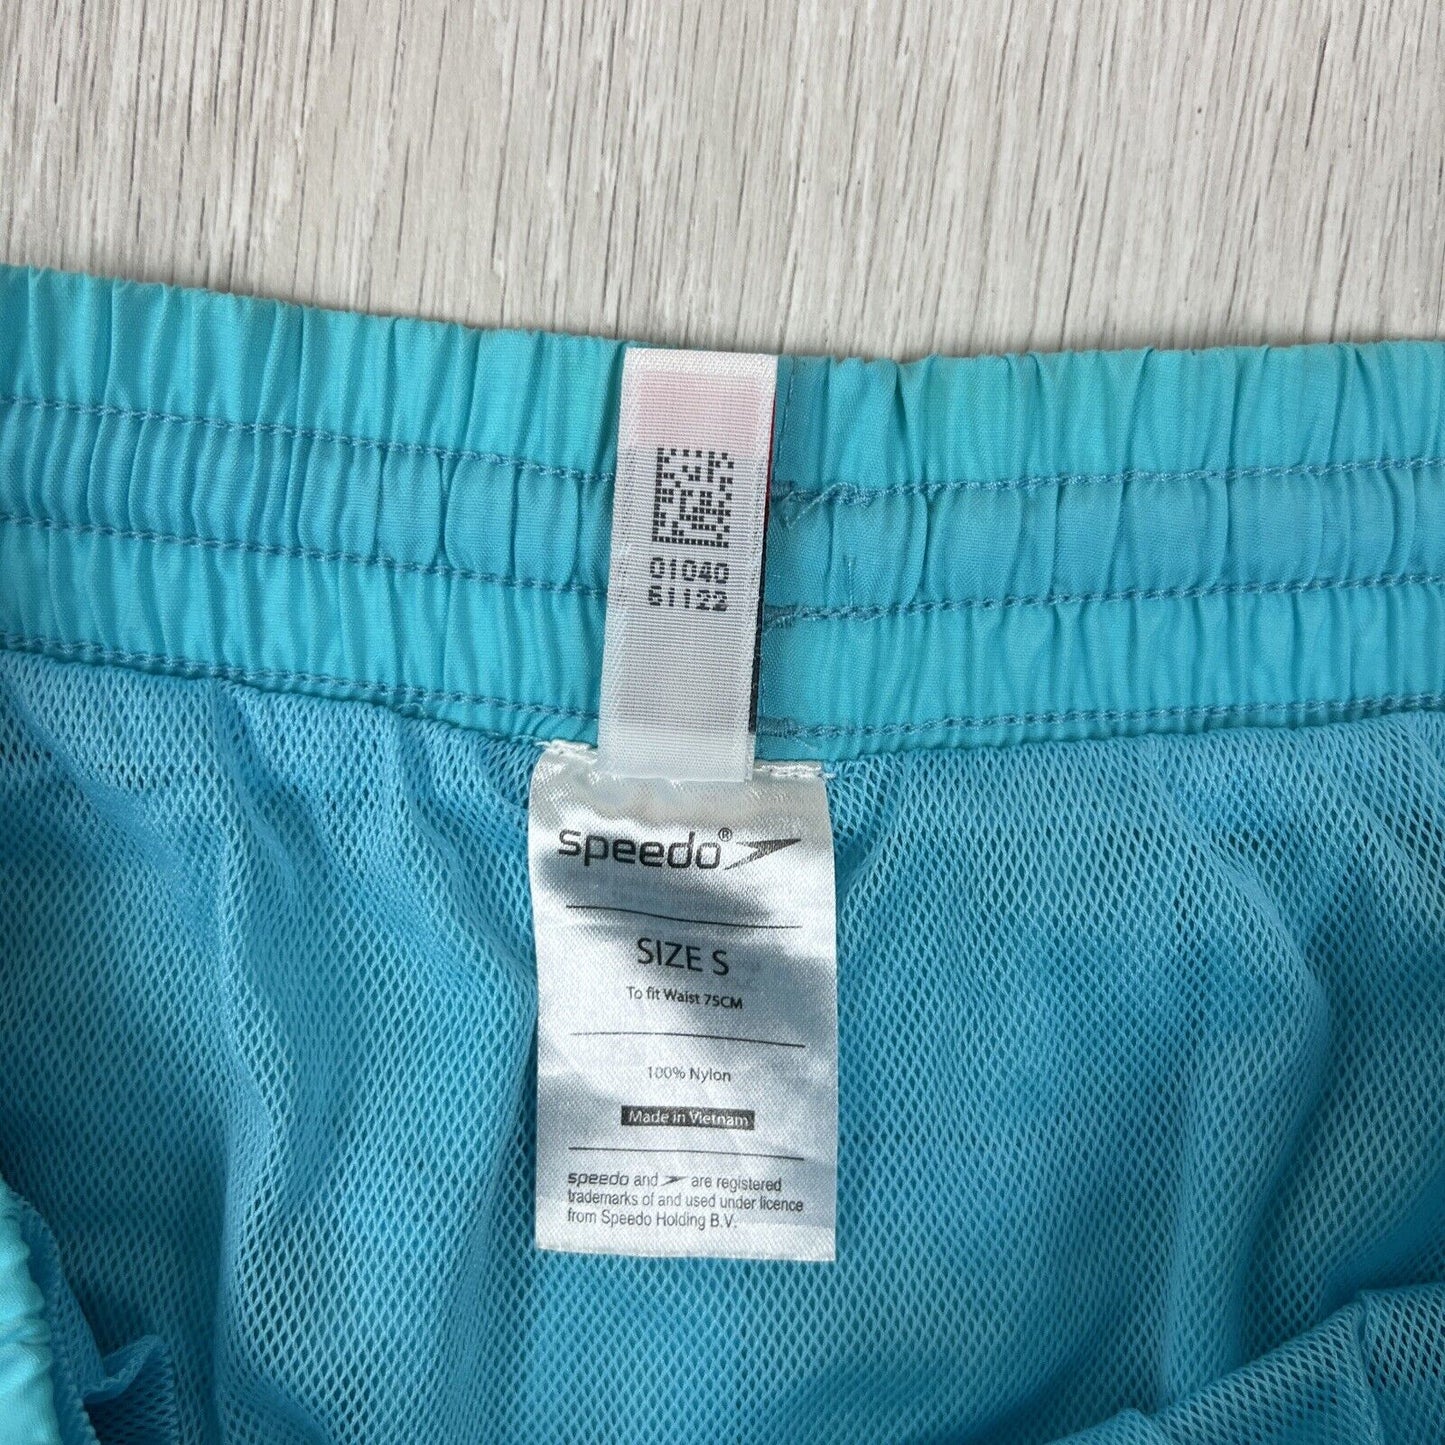 01040
51122
speedo®
SIZE S
To fit Waist 75CM
100% Nylon
Made in Vietnam
speedo and are registered
trademarks of and used under licence
from Speedo Holding B.V.